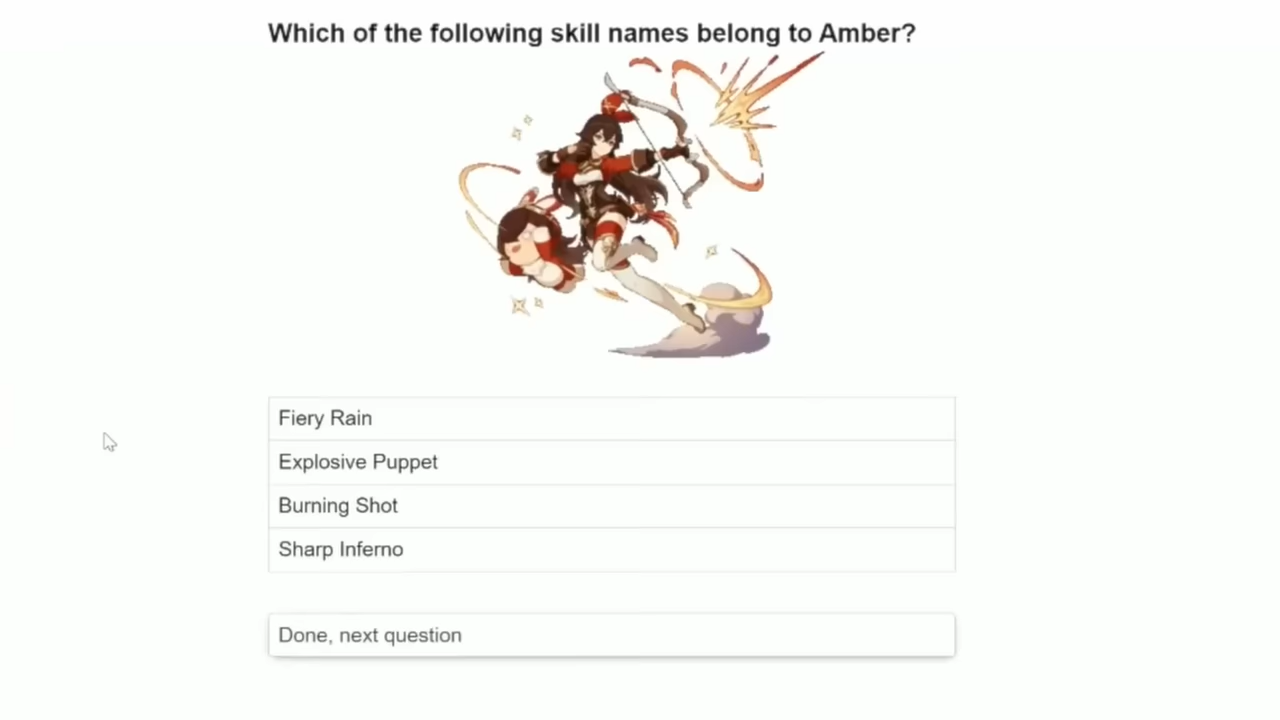 Which of the following skill names belong to Amber?
Fiery Rain
Explosive Puppet
Burning Shot
Sharp Inferno
Done, next question